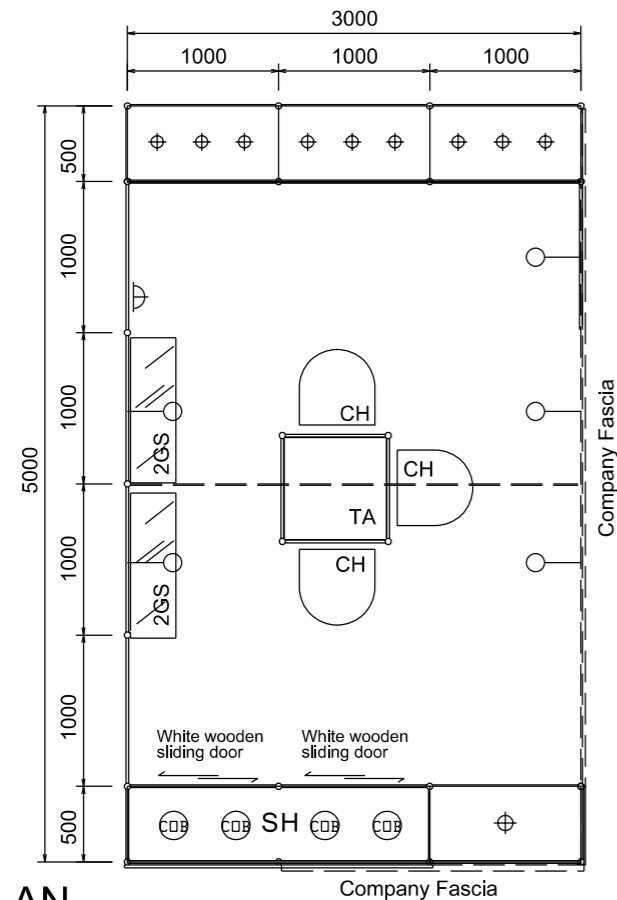 3000
1000 1000 1000
500
1000
1000
5000
CH
2GS
CH
TA
Company Fascia
1000
CH
2GS
1000
White wooden
sliding door
White wooden
sliding door
500
COB COB SH COB COB
Company Fascia
AN